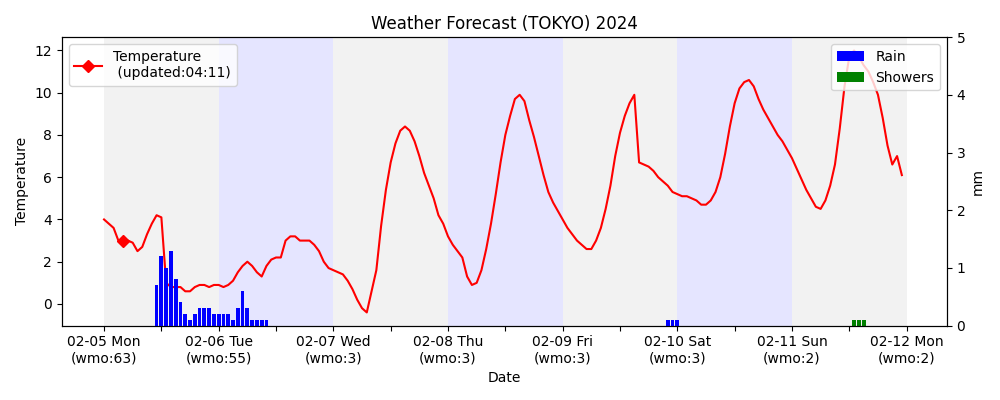 Weather Forecast (TOKYO) 2024
Temperature
(updated:04:11)
Rain
Showers
12
10
8
6
4
2
0
Temperature
5
4
3
2
1
0
mm
02-05 Mon
(wmo:63)
02-06 Tue
(wmo:55)
02-07 Wed
(wmo:3)
02-08 Thu
(wmo:3)
02-09 Fri
(wmo:3)
02-10 Sat
(wmo:3)
02-11 Sun
(wmo:2)
02-12 Mon
(wmo:2)
Date